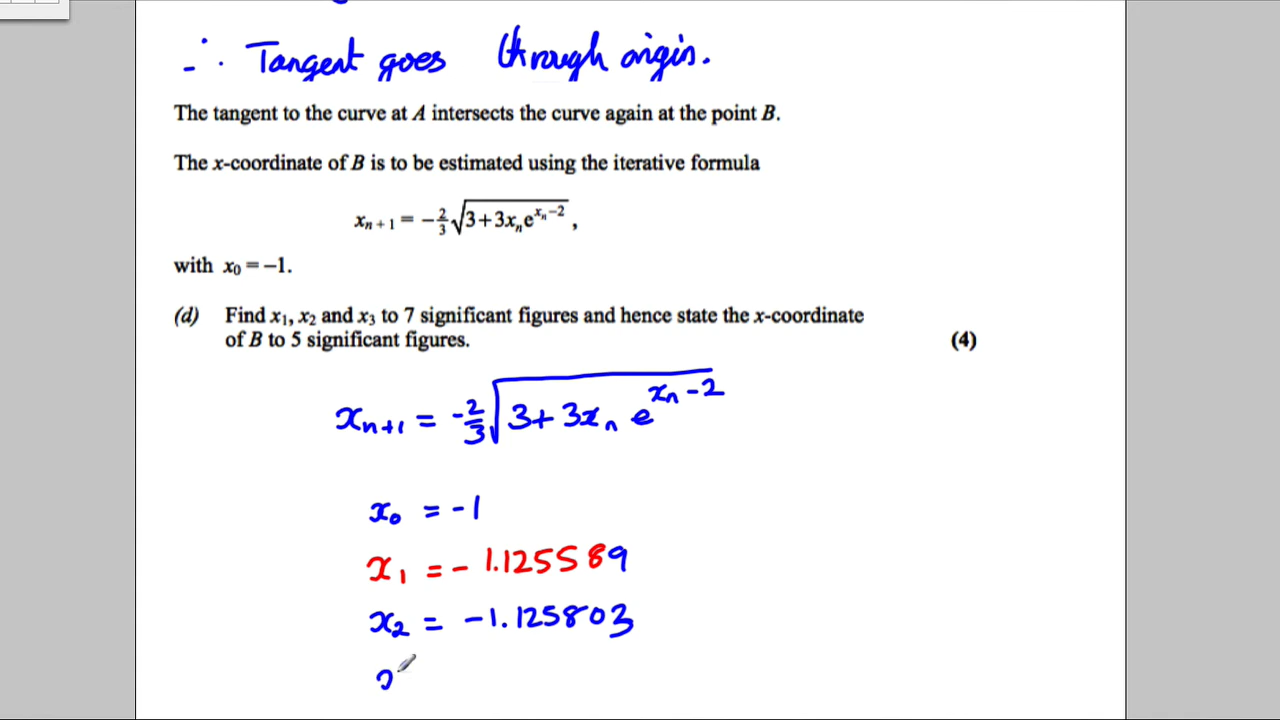 ∴ Tangent goes through origin.
The tangent to the curve at A intersects the curve again at the point B.
The x-coordinate of B is to be estimated using the iterative formula
xₙ₊₁ = −⅔√(3+3xₙe^(xₙ−2)) ,
with x₀ = −1.
(d) Find x₁, x₂ and x₃ to 7 significant figures and hence state the x-coordinate
of B to 5 significant figures. (4)
xₙ₊₁ = −⅔√(3+3xₙ e^(xₙ−2))
x₀ = −1
x₁ = −1.125589
x₂ = −1.125803